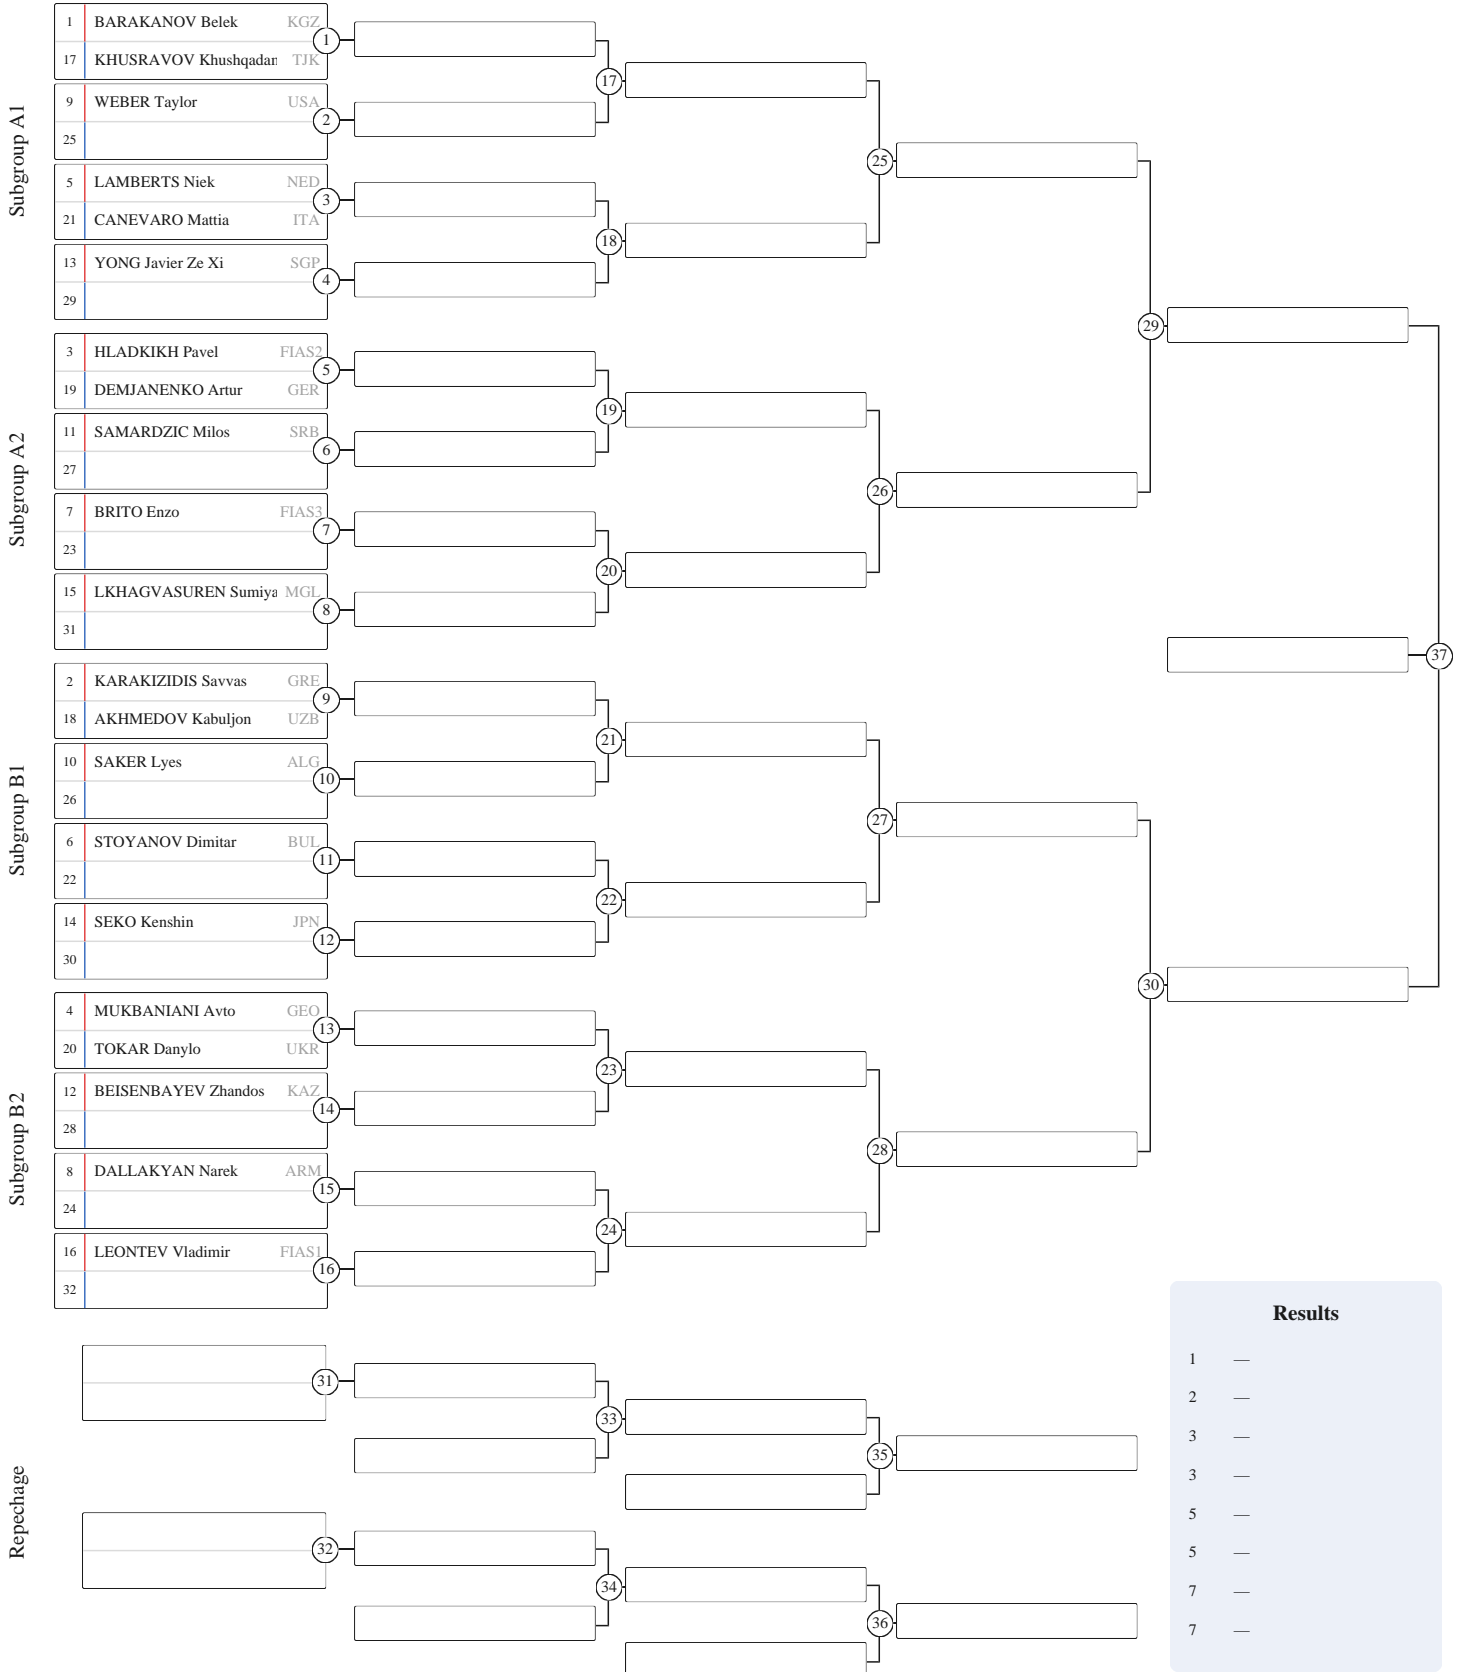 Subgroup A1
1 BARAKANOV Belek KGZ
1
17 KHUSRAVOV Khushqadan TJK
9 WEBER Taylor USA
2
25
5 LAMBERTS Niek NED
3
21 CANEVARO Mattia ITA
13 YONG Javier Ze Xi SGP
4
29
17
18
25
Subgroup A2
3 HLADKIKH Pavel FIAS2
5
19 DEMJANENKO Artur GER
11 SAMARDZIC Milos SRB
6
27
7 BRITO Enzo FIAS3
7
23
15 LKHAGVASUREN Sumiya MGL
8
31
19
20
26
29
Subgroup B1
2 KARAKIZIDIS Savvas GRE
9
18 AKHMEDOV Kabuljon UZB
10 SAKER Lyes ALG
10
26
6 STOYANOV Dimitar BUL
11
22
14 SEKO Kenshin JPN
12
30
21
22
27
Subgroup B2
4 MUKBANIANI Avto GEO
13
20 TOKAR Danylo UKR
12 BEISENBAYEV Zhandos KAZ
14
28
8 DALLAKYAN Narek ARM
15
24
16 LEONTEV Vladimir FIAS1
16
32
23
24
28
30
37
Repechage
31
33
35
32
34
36
Results
1 —
2 —
3 —
3 —
5 —
5 —
7 —
7 —